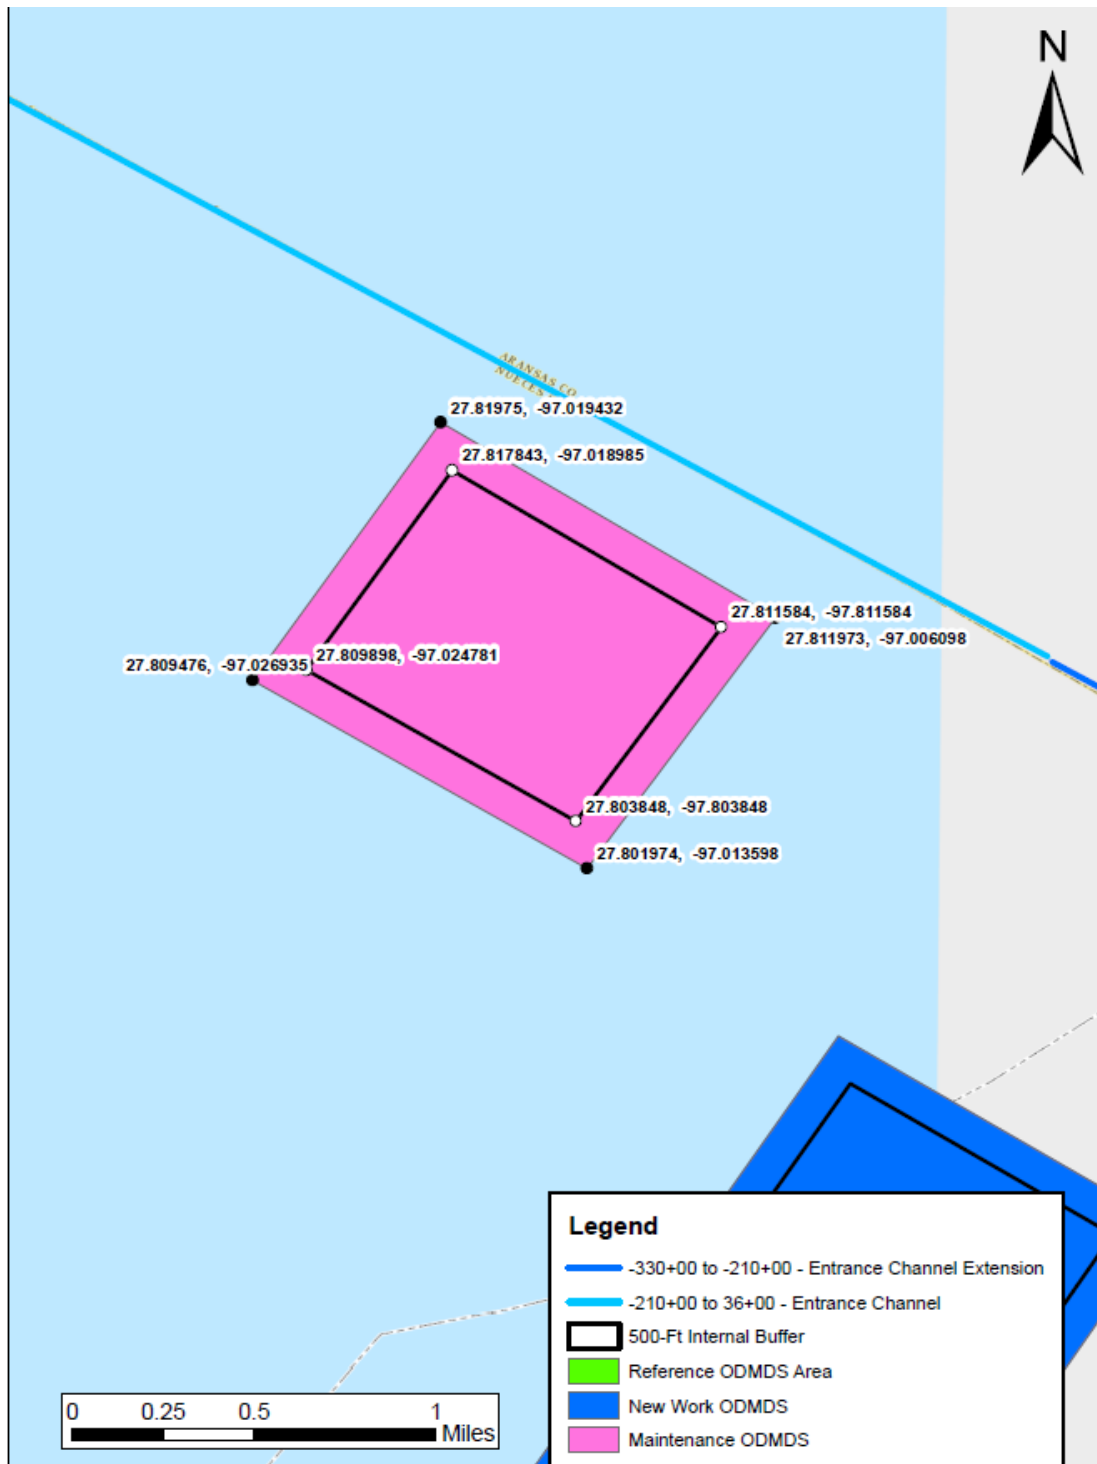 N
ARANSAS CO
NUECES
27.81975, -97.019432
27.817843, -97.018985
27.811584, -97.811584
27.811973, -97.006098
27.809898, -97.024781
27.809476, -97.026935
27.803848, -97.803848
27.801974, -97.013598
Legend
-330+00 to -210+00 - Entrance Channel Extension
-210+00 to 36+00 - Entrance Channel
500-Ft Internal Buffer
Reference ODMDS Area
New Work ODMDS
Maintenance ODMDS
0 0.25 0.5 1
Miles